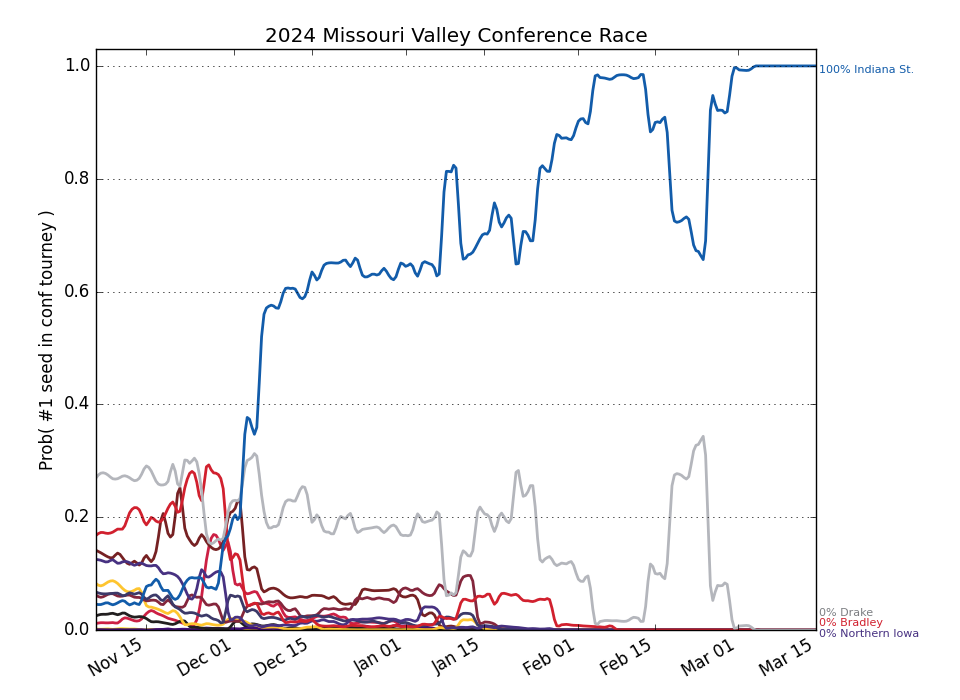 2024 Missouri Valley Conference Race
Prob( #1 seed in conf tourney )
1.0
0.8
0.6
0.4
0.2
0.0
100% Indiana St.
0% Drake
0% Bradley
0% Northern Iowa
Nov 15
Dec 01
Dec 15
Jan 01
Jan 15
Feb 01
Feb 15
Mar 01
Mar 15